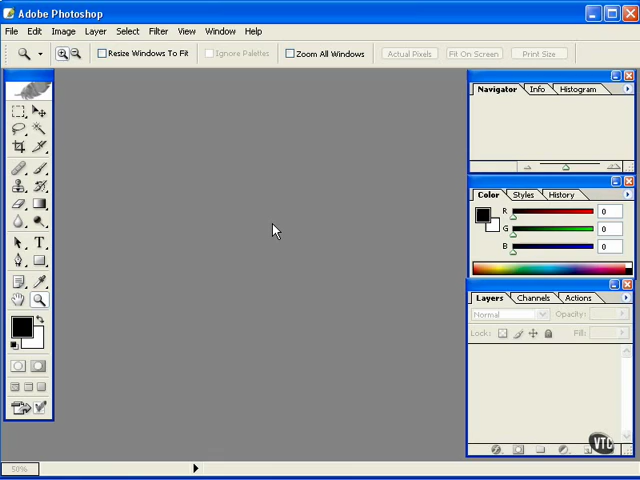 Adobe Photoshop
File Edit Image Layer Select Filter View Window Help
Resize Windows To Fit Ignore Palettes Zoom All Windows Actual Pixels Fit On Screen Print Size
Navigator Info Histogram
Color Styles History
R 0
G 0
B 0
Layers Channels Actions
Normal Opacity:
Lock: Fill:
T
VTC
50%